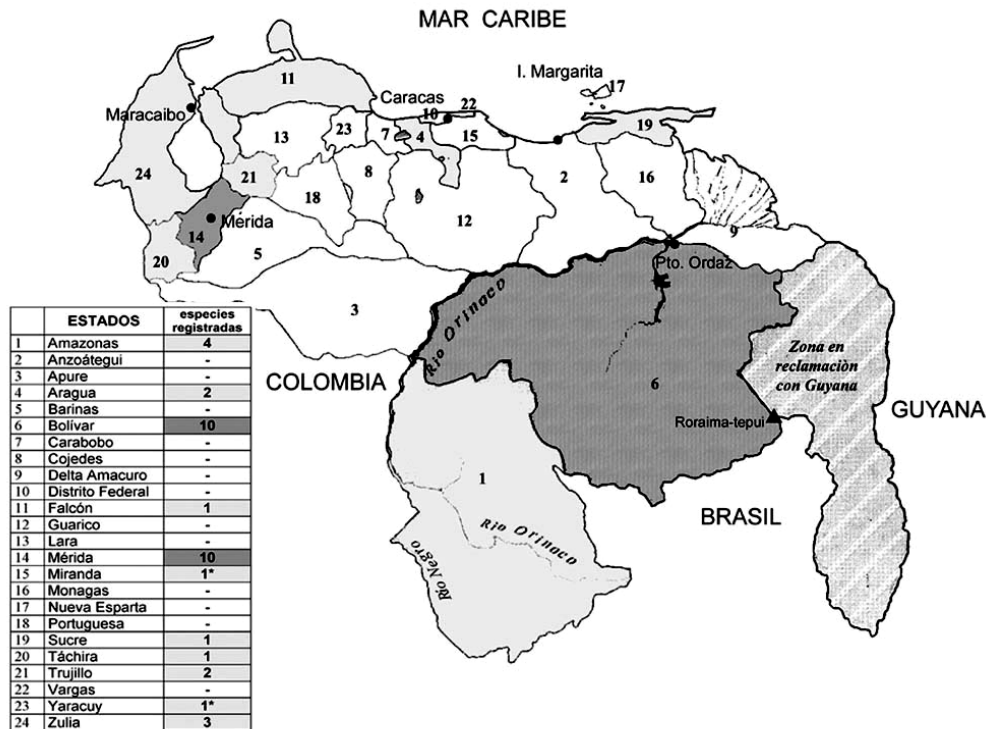 MAR CARIBE
I. Margarita
17
11
Caracas
22
10
Maracaibo
13
23
7
4
15
19
24
21
18
8
2
16
6
12
Mérida
14
5
9
20
Pto. Ordaz
3
Rio Orinaco
Zona en
reclamaciòn
con Guyana
COLOMBIA
6
GUYANA
Roraima-tepui
1
BRASIL
Rio Orinaco
Rio Negro
ESTADOS especies
registradas
1 Amazonas 4
2 Anzoátegui -
3 Apure -
4 Aragua 2
5 Barinas -
6 Bolívar 10
7 Carabobo -
8 Cojedes -
9 Delta Amacuro -
10 Distrito Federal -
11 Falcón 1
12 Guarico -
13 Lara -
14 Mérida 10
15 Miranda 1*
16 Monagas -
17 Nueva Esparta -
18 Portuguesa -
19 Sucre 1
20 Táchira 1
21 Trujillo 2
22 Vargas -
23 Yaracuy 1*
24 Zulia 3